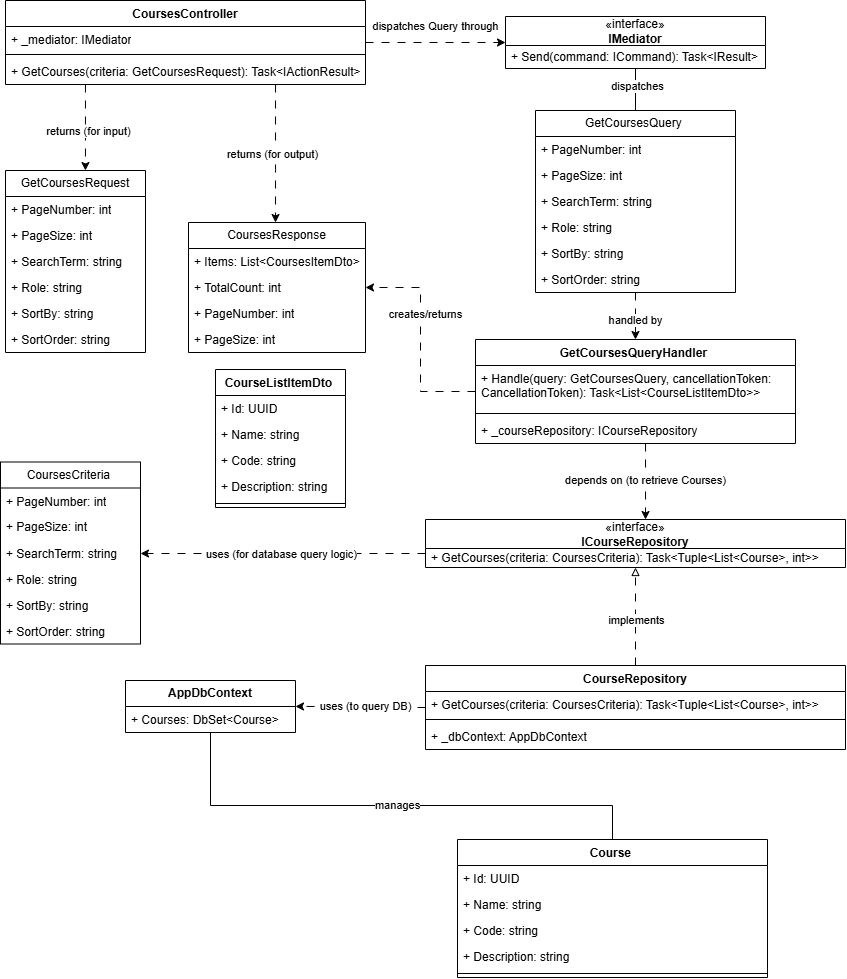 CoursesController
+ _mediator: IMediator
+ GetCourses(criteria: GetCoursesRequest): Task<IActionResult>
dispatches Query through
«interface»
IMediator
+ Send(command: ICommand): Task<IResult>
dispatches
returns (for input)
returns (for output)
GetCoursesQuery
+ PageNumber: int
+ PageSize: int
+ SearchTerm: string
+ Role: string
+ SortBy: string
+ SortOrder: string
GetCoursesRequest
+ PageNumber: int
+ PageSize: int
+ SearchTerm: string
+ Role: string
+ SortBy: string
+ SortOrder: string
CoursesResponse
+ Items: List<CoursesItemDto>
+ TotalCount: int
+ PageNumber: int
+ PageSize: int
creates/returns
handled by
GetCoursesQueryHandler
+ Handle(query: GetCoursesQuery, cancellationToken:
CancellationToken): Task<List<CourseListItemDto>>
+ _courseRepository: ICourseRepository
CourseListItemDto
+ Id: UUID
+ Name: string
+ Code: string
+ Description: string
depends on (to retrieve Courses)
CoursesCriteria
+ PageNumber: int
+ PageSize: int
+ SearchTerm: string
+ Role: string
+ SortBy: string
+ SortOrder: string
uses (for database query logic)
«interface»
ICourseRepository
+ GetCourses(criteria: CoursesCriteria): Task<Tuple<List<Course>, int>>
implements
CourseRepository
+ GetCourses(criteria: CoursesCriteria): Task<Tuple<List<Course>, int>>
+ _dbContext: AppDbContext
uses (to query DB)
AppDbContext
+ Courses: DbSet<Course>
manages
Course
+ Id: UUID
+ Name: string
+ Code: string
+ Description: string